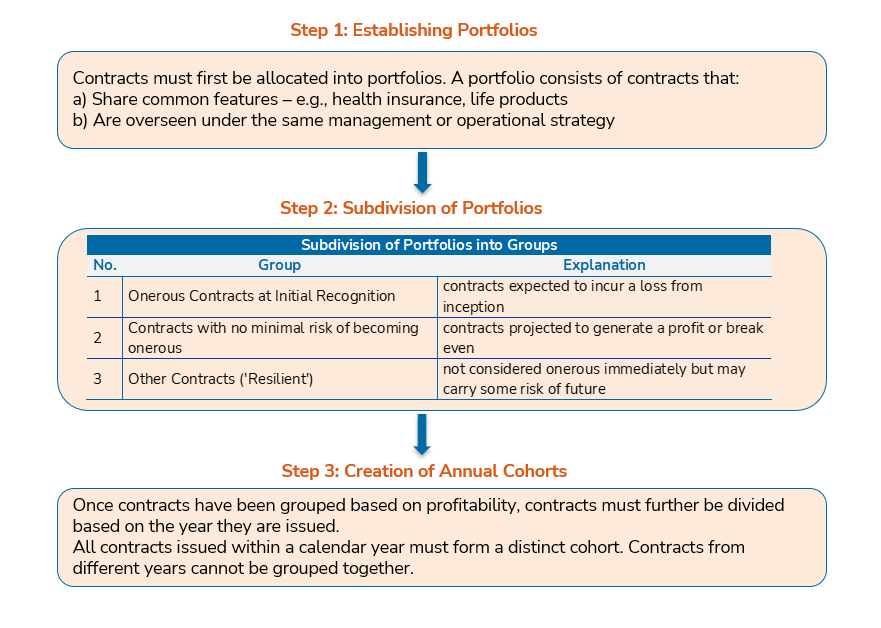 Step 1: Establishing Portfolios
Contracts must first be allocated into portfolios. A portfolio consists of contracts that:
a) Share common features – e.g., health insurance, life products
b) Are overseen under the same management or operational strategy
Step 2: Subdivision of Portfolios
Subdivision of Portfolios into Groups
No. Group Explanation
1 Onerous Contracts at Initial Recognition contracts expected to incur a loss from
inception
2 Contracts with no minimal risk of becoming
onerous contracts projected to generate a profit or break
even
3 Other Contracts ('Resilient') not considered onerous immediately but may
carry some risk of future
Step 3: Creation of Annual Cohorts
Once contracts have been grouped based on profitability, contracts must further be divided
based on the year they are issued.
All contracts issued within a calendar year must form a distinct cohort. Contracts from
different years cannot be grouped together.